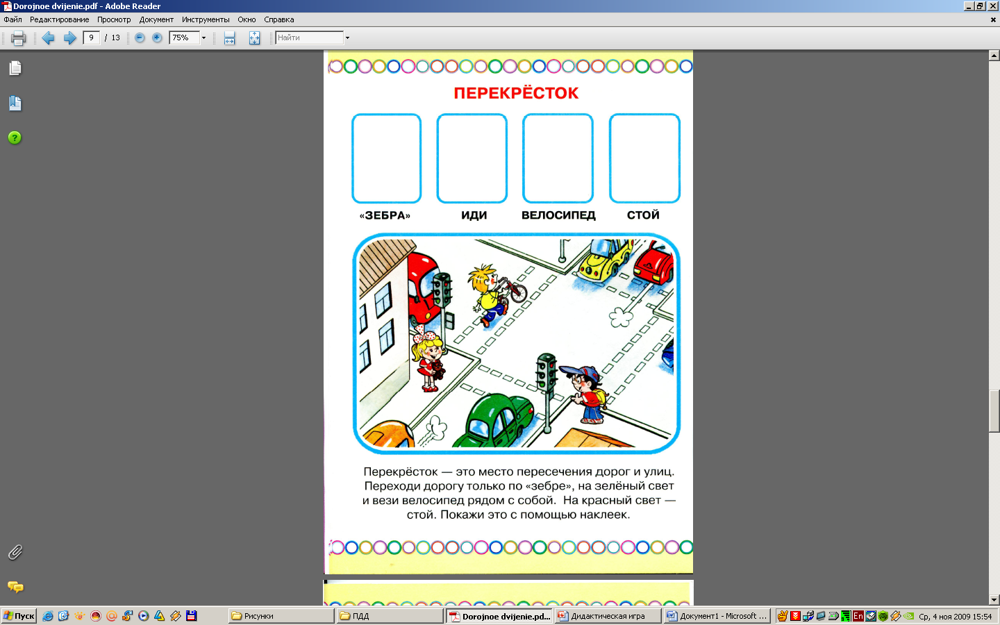 Dorojnoe dvijenie.pdf - Adobe Reader
Файл Редактирование Просмотр Документ Инструменты Окно Справка
9 / 13 75% Найти
ПЕРЕКРЁСТОК
«ЗЕБРА» ИДИ ВЕЛОСИПЕД СТОЙ
Перекрёсток — это место пересечения дорог и улиц.
Переходи дорогу только по «зебре», на зелёный свет
и вези велосипед рядом с собой. На красный свет —
стой. Покажи это с помощью наклеек.
Пуск Рисунки ПДД Dorojnoe dvijenie.pd... Дидактическая игра Документ1 - Microsoft ... En Ср, 4 ноя 2009 15:54